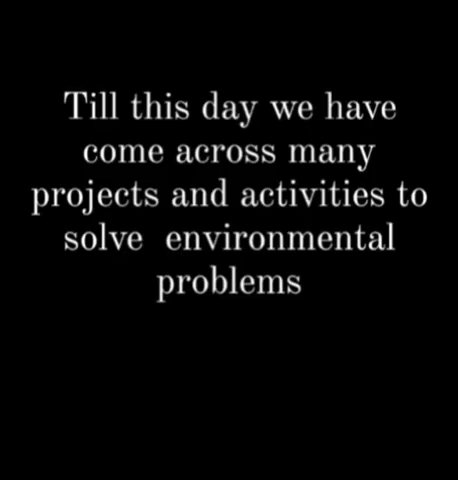 Till this day we have
come across many
projects and activities to
solve  environmental
problems